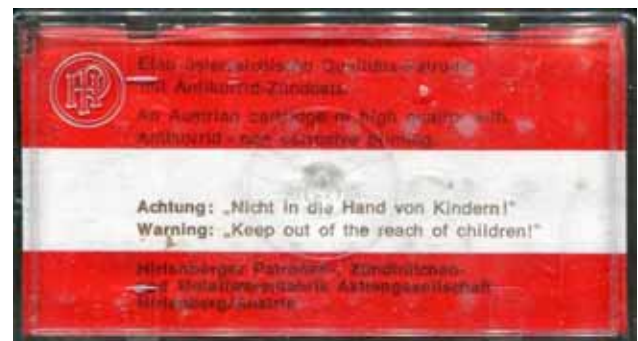 HP
Eine österreichische Qualitäts-Patrone
mit Antikorrid-Zündsatz.
An Austrian cartridge of high quality with
Antikorrid - non corrosive priming.
Achtung: „Nicht in die Hand von Kindern!"
Warning: „Keep out of the reach of children!"
Hirtenberger Patronen-, Zündhütchen-
und Metallwarenfabrik Aktiengesellschaft
Hirtenberg/Austria